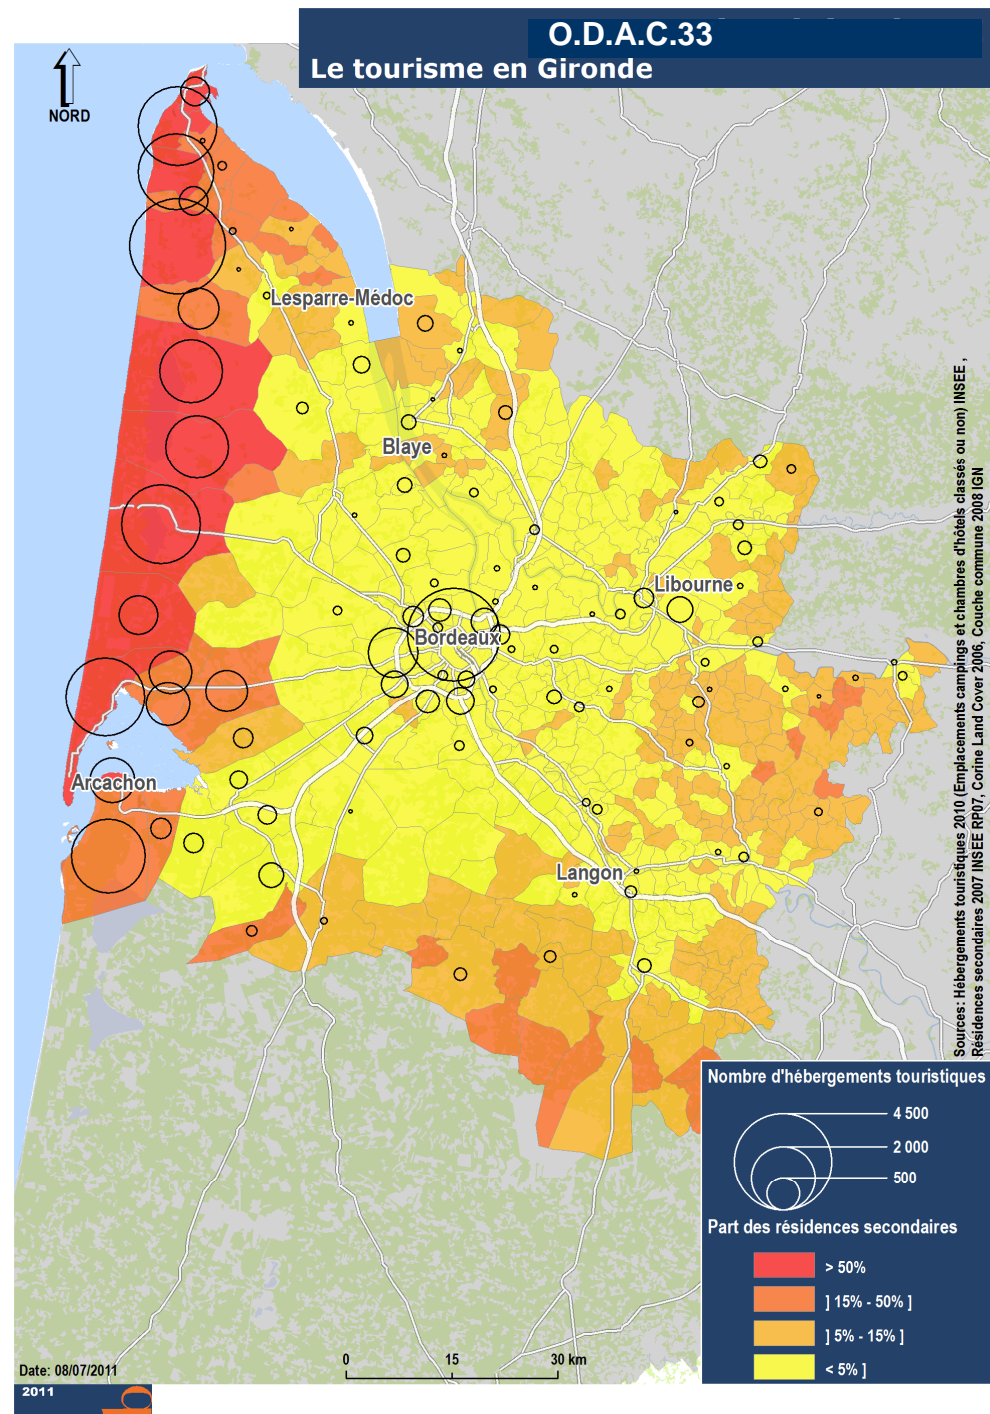 O.D.A.C.33
Le tourisme en Gironde
NORD
Lesparre-Médoc
Blaye
Libourne
Bordeaux
Arcachon
Langon
Sources: Hébergements touristiques 2010 (Emplacements campings et chambres d'hôtels classés ou non) INSEE ,
Résidences secondaires 2007 INSEE RP07, Corine Land Cover 2006, Couche commune 2008 IGN
Nombre d'hébergements touristiques
4 500
2 000
500
Part des résidences secondaires
> 50%
] 15% - 50% ]
] 5% - 15% ]
< 5% ]
0 15 30 km
Date: 08/07/2011
2011